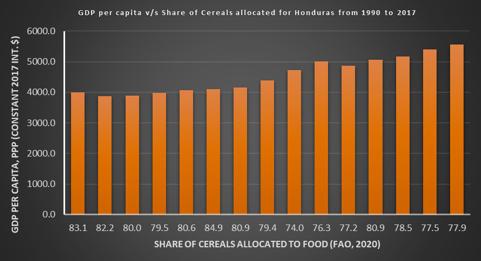 GDP per capita v/s Share of Cereals allocated for Honduras from 1990 to 2017
GDP PER CAPITA, PPP (CONSTANT 2017 INT. $)
6000.0
5000.0
4000.0
3000.0
2000.0
1000.0
0.0
83.1 82.2 80.0 79.5 80.6 84.9 80.9 79.4 74.0 76.3 77.2 80.9 78.5 77.5 77.9
SHARE OF CEREALS ALLOCATED TO FOOD (FAO, 2020)